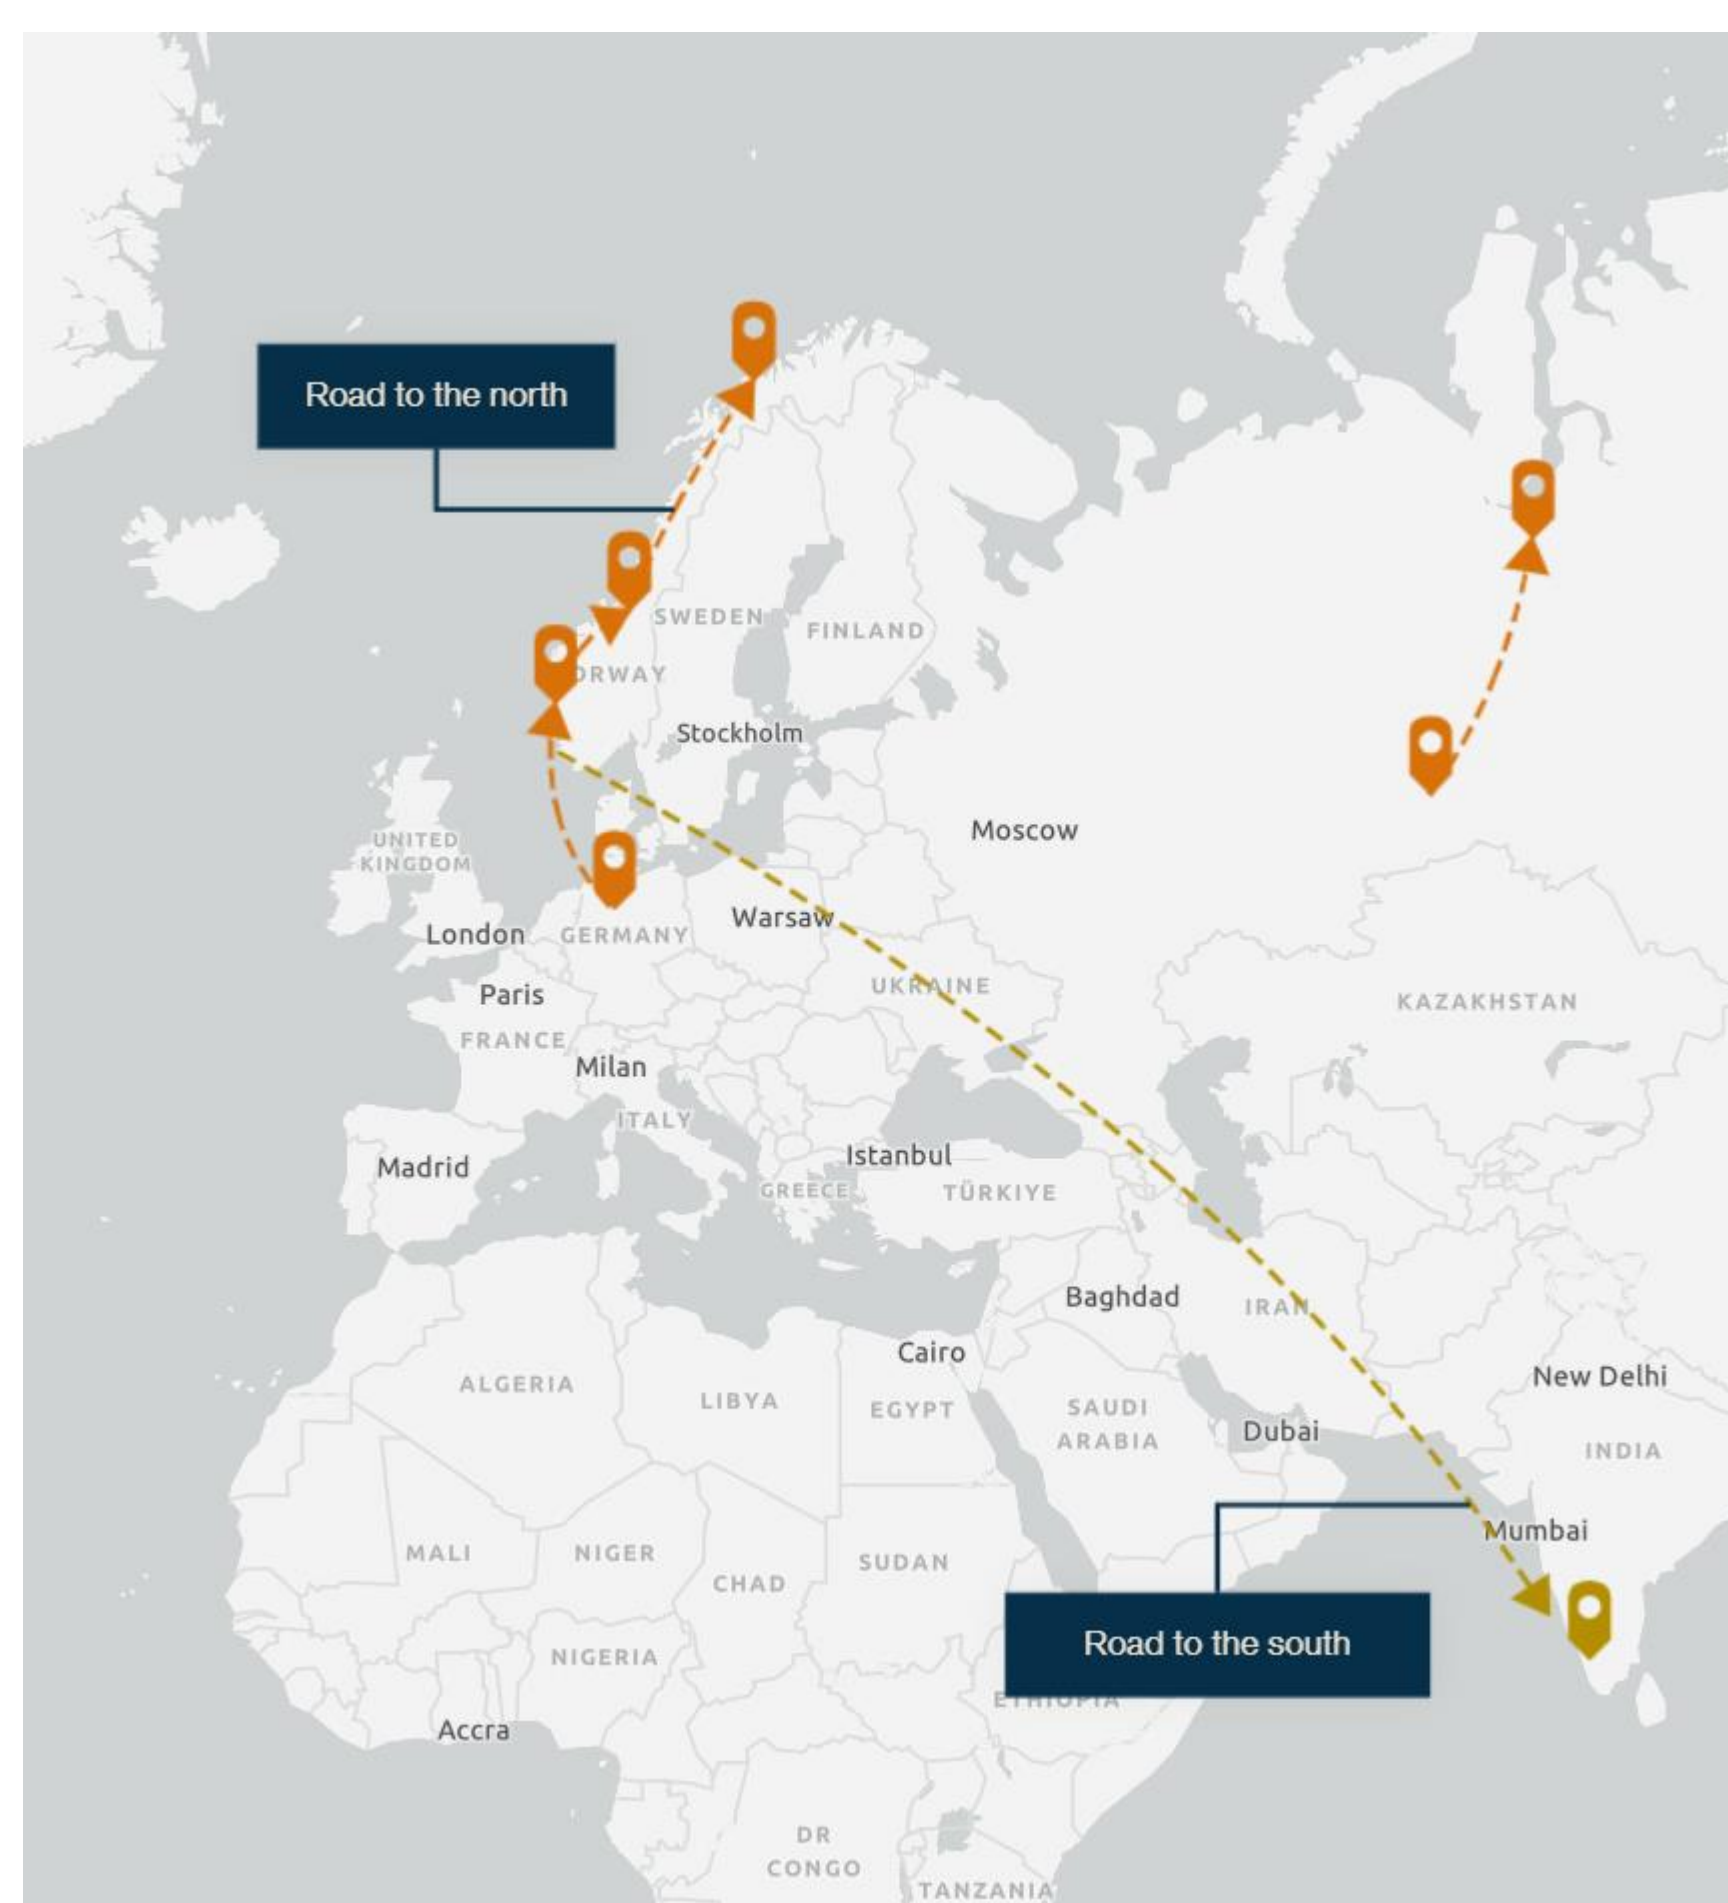 Road to the north
SWEDEN
FINLAND
ORWAY
Stockholm
Moscow
UNITED
KINGDOM
London
GERMANY
Warsaw
Paris
UKRAINE
KAZAKHSTAN
FRANCE
Milan
ITALY
Istanbul
Madrid
GREECE
TÜRKIYE
Baghdad
IRAN
Cairo
New Delhi
ALGERIA
LIBYA
EGYPT
SAUDI
ARABIA
Dubai
INDIA
Mumbai
MALI
NIGER
SUDAN
CHAD
Road to the south
NIGERIA
ETHIOPIA
Accra
DR
CONGO
TANZANIA